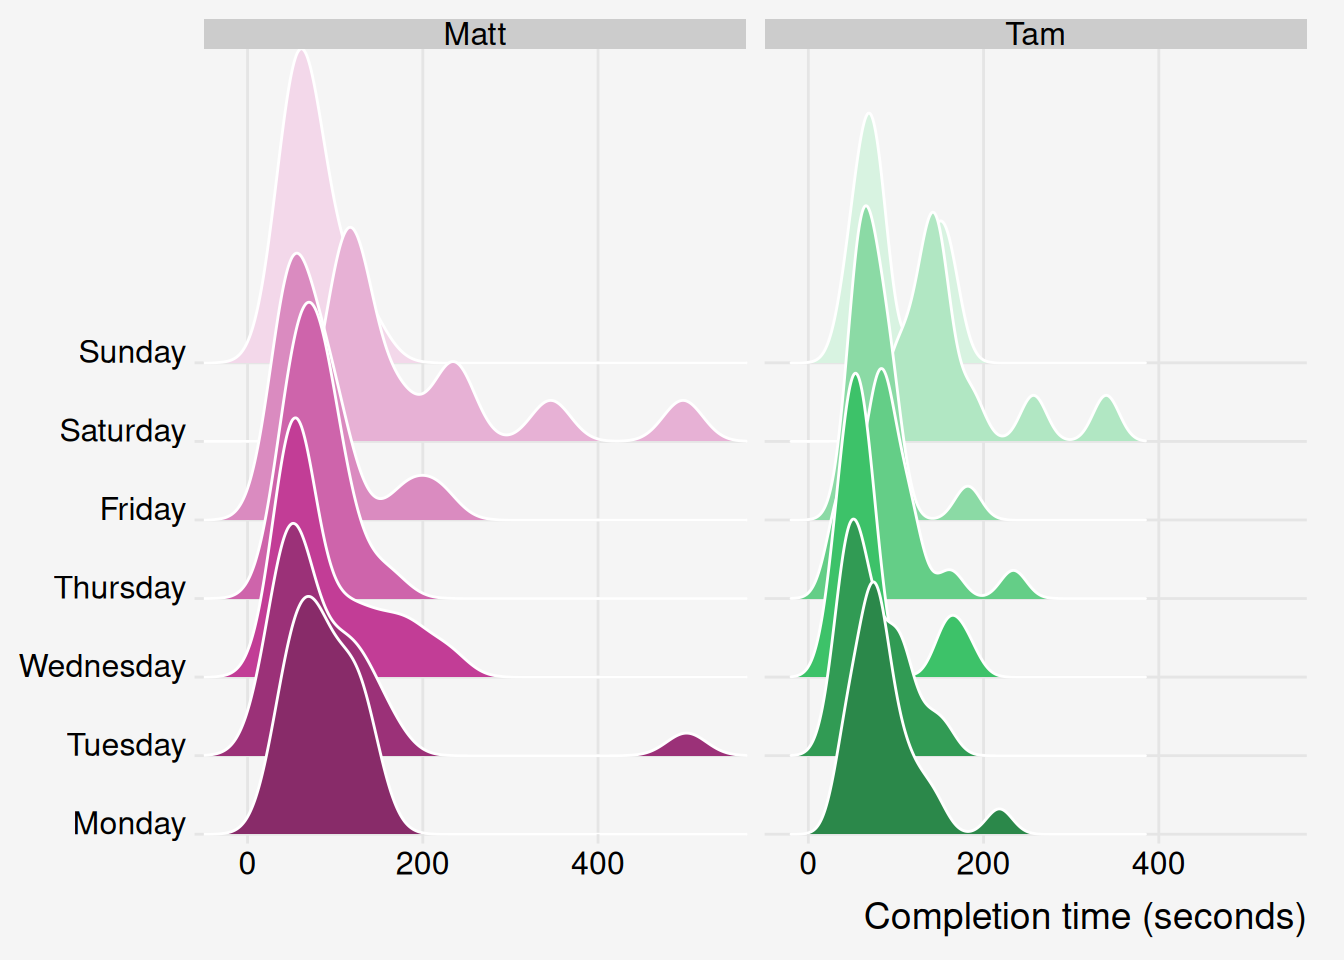 Matt
Tam
Sunday
Saturday
Friday
Thursday
Wednesday
Tuesday
Monday
0 200 400
0 200 400
Completion time (seconds)